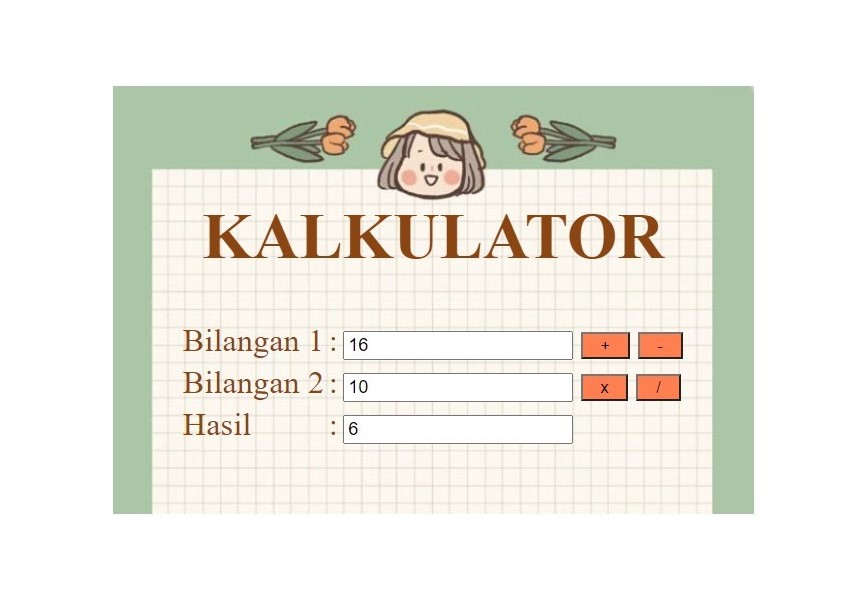 KALKULATOR
Bilangan 1 : 16 + -
Bilangan 2 : 10 x /
Hasil : 6